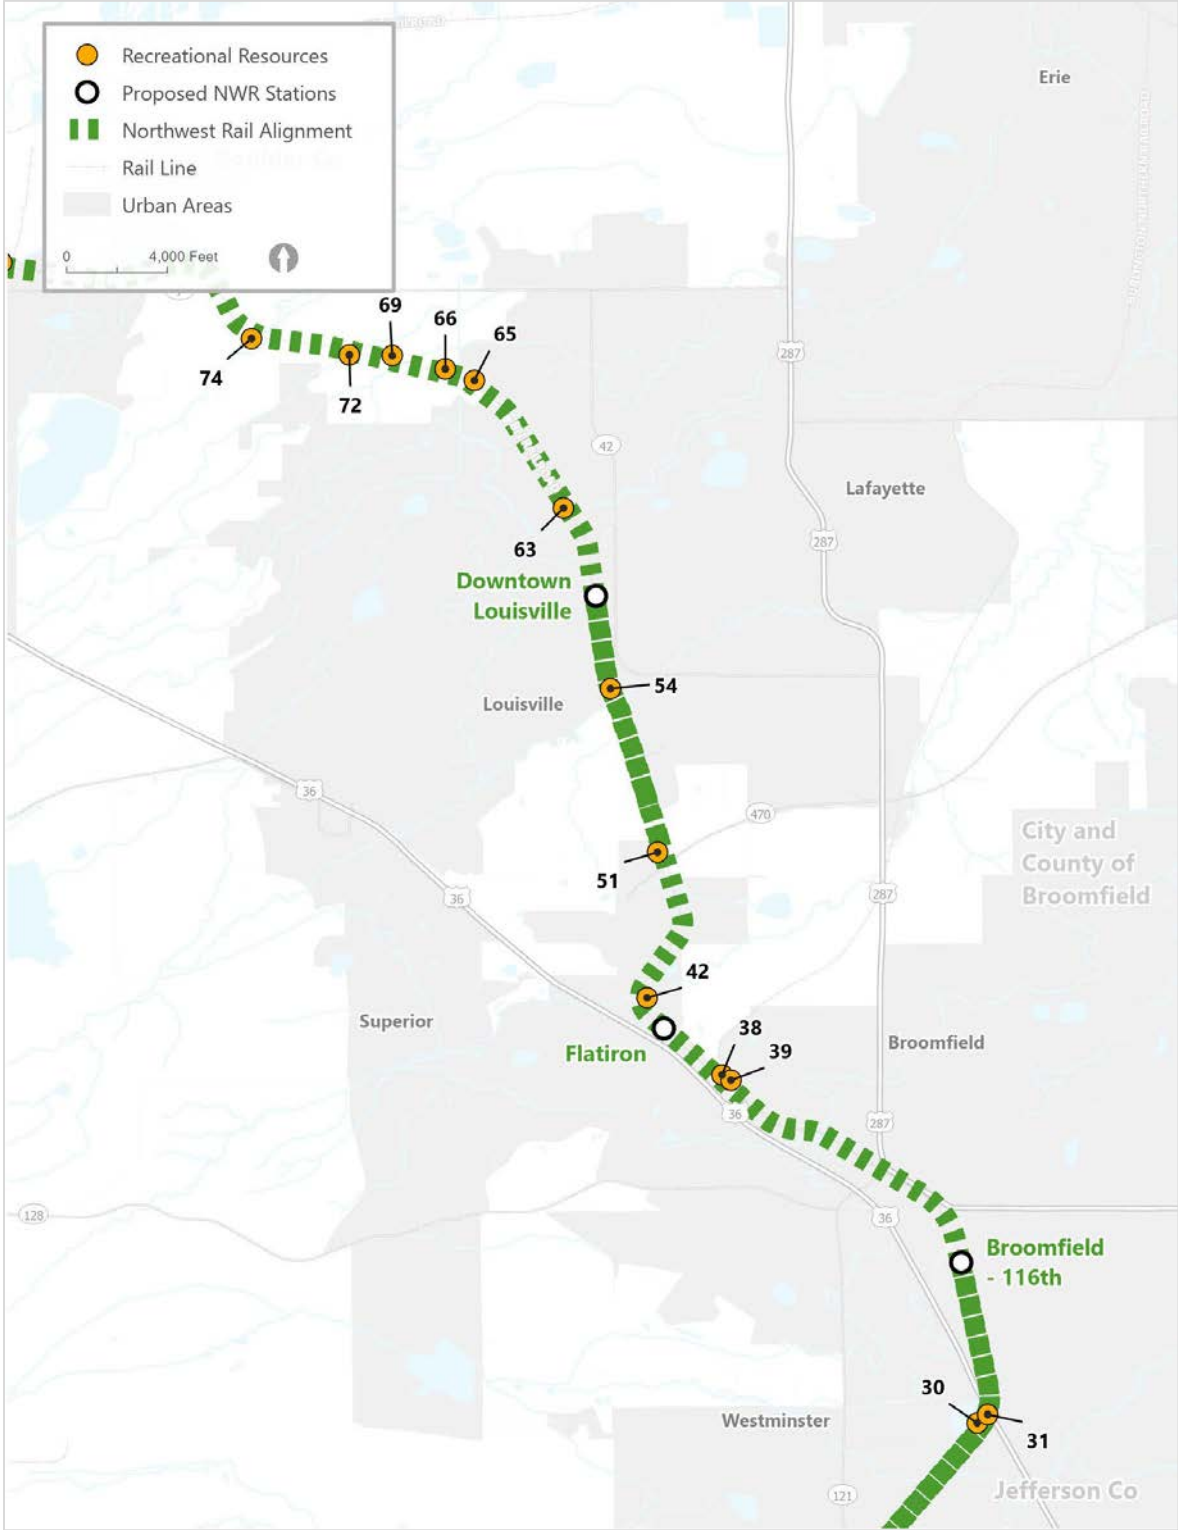 Recreational Resources
Proposed NWR Stations
Northwest Rail Alignment
Rail Line
Urban Areas
0 4,000 Feet
Erie
69
66
65
287
74
72
42
Lafayette
287
63
Downtown
Louisville
54
Louisville
36
470
City and
County of
Broomfield
51
36
287
42
Superior
38
Broomfield
Flatiron
39
36
287
128
36
Broomfield
- 116th
30
Westminster
31
121
Jefferson Co